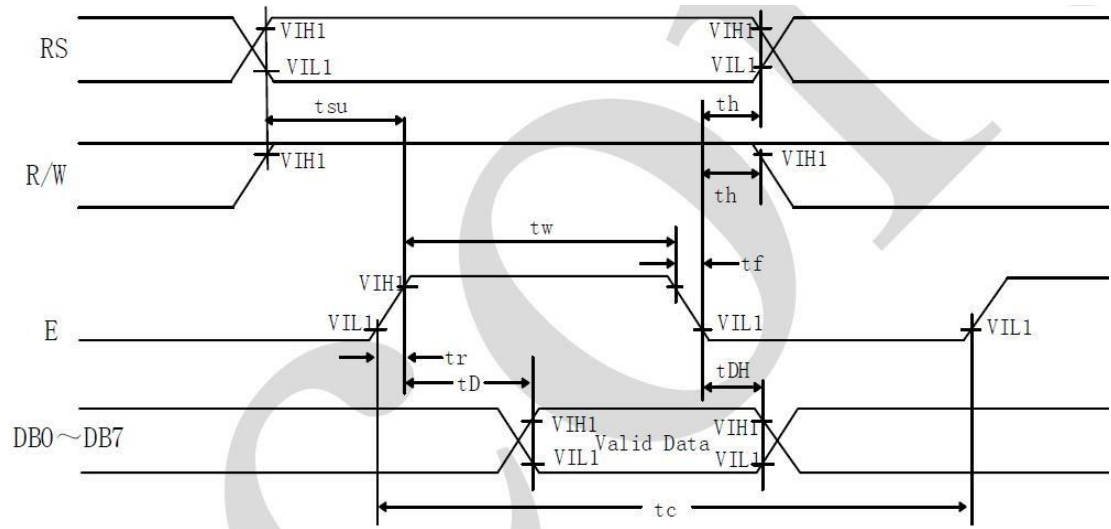 RS
VIH1
VIL1
VIH1
VIL1
tsu
th
R/W
VIH1
VIH1
th
tw
tf
E
VIH1
VIL1
VIL1
VIL1
tr
tD
tDH
DB0～DB7
VIH1
VIL1
Valid Data
VIH1
VIL1
tc